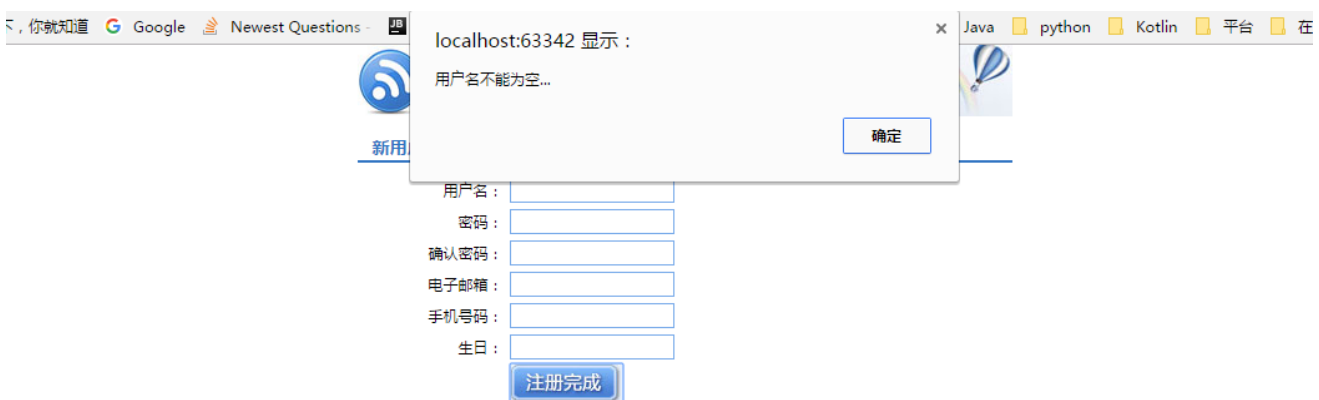 ,你就知道 Google Newest Questions - JB Java python Kotlin 平台 在
localhost:63342 显示：
用户名不能为空...
确定
新用
用户名：
密码：
确认密码：
电子邮箱：
手机号码：
生日：
注册完成